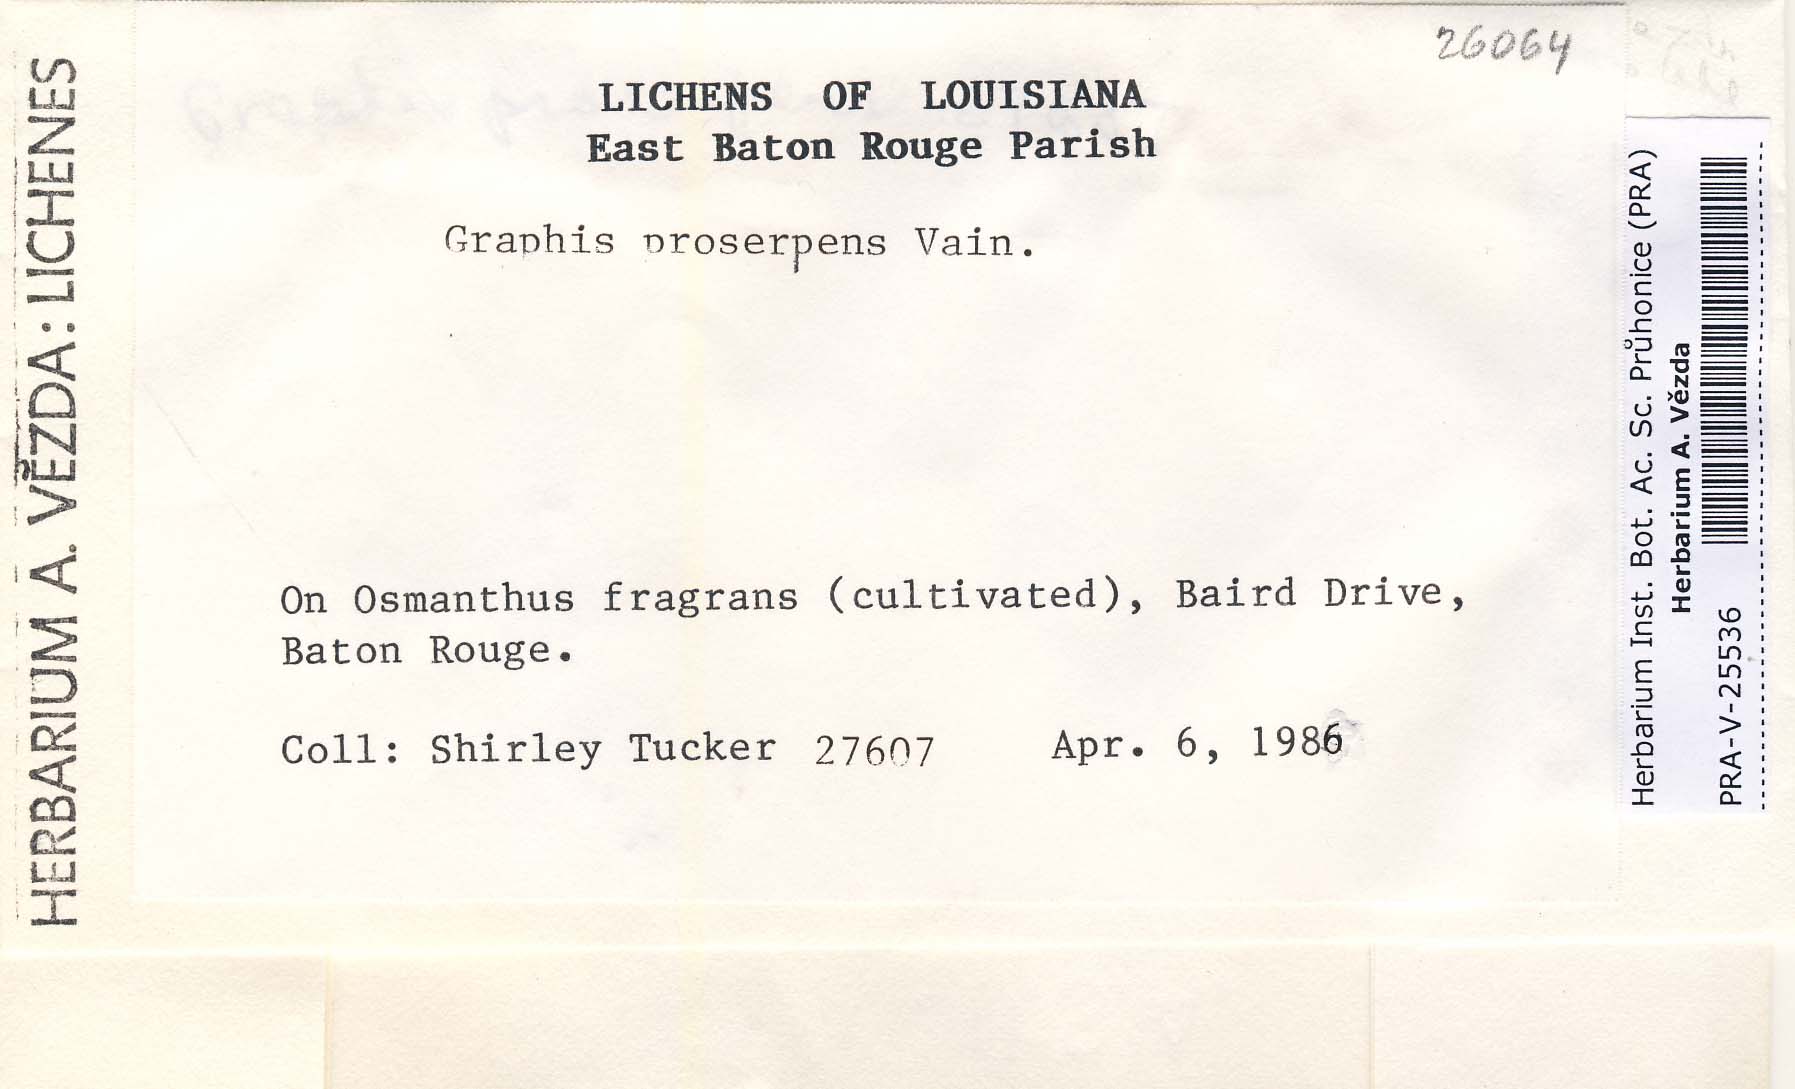 26064
LICHENS OF LOUISIANA
East Baton Rouge Parish
Graphis proserpens Vain.
On Osmanthus fragrans (cultivated), Baird Drive,
Baton Rouge.
Coll: Shirley Tucker 27607 Apr. 6, 1986
HERBARIUM A. VĚZDA: LICHENES
Herbarium Inst. Bot. Ac. Sc. Průhonice (PRA)
Herbarium A. Vězda
PRA-V-25536